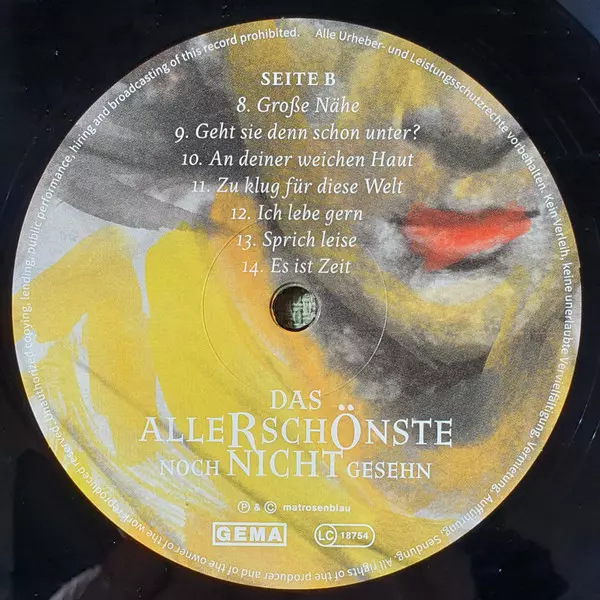 SEITE B
8. Große Nähe
9. Geht sie denn schon unter?
10. An deiner weichen Haut
11. Zu klug für diese Welt
12. Ich lebe gern
13. Sprich leise
14. Es ist Zeit
DAS
ALLERSCHÖNSTE
NOCH NICHT GESEHN
Ⓟ & © matrosenblau
GEMA
LC 18754
Alle Urheber- und Leistungsschutzrechte vorbehalten. Kein Verleih, keine unerlaubte Vervielfältigung, Vermietung, Aufführung, Sendung. All rights of the producer and of the owner of the work reproduced reserved. Unauthorized copying, lending, public performance, hiring and broadcasting of this record prohibited.